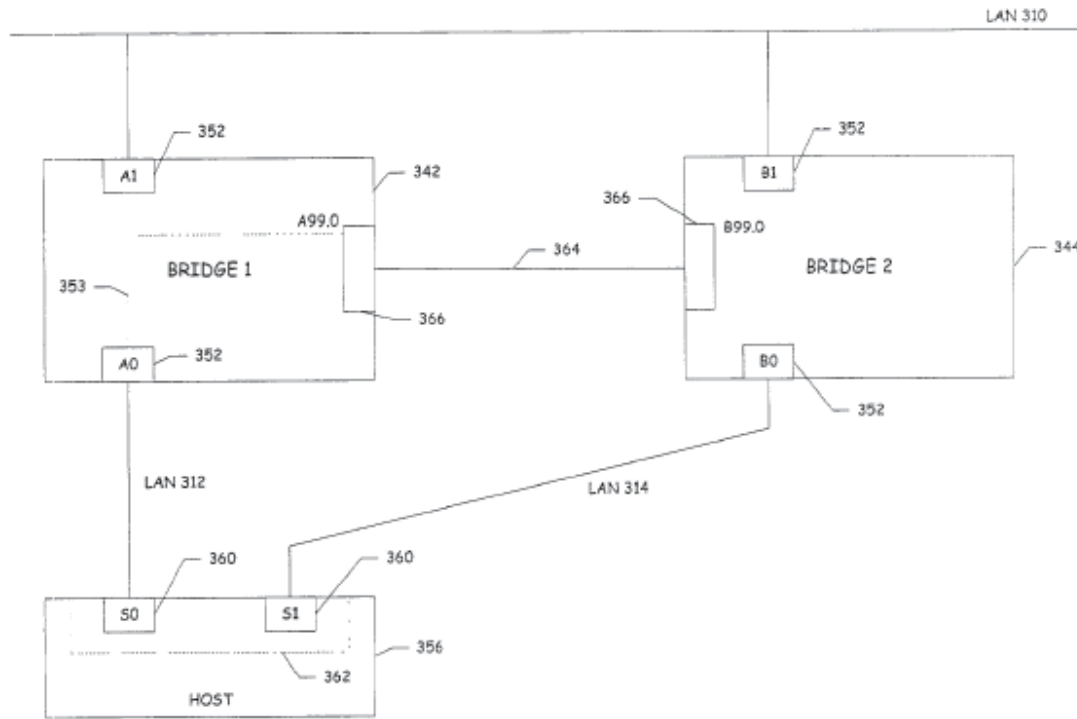 LAN 310
352
352
A1
B1
342
366
A99.0
B99.0
364
344
BRIDGE 1
BRIDGE 2
353
366
352
A0
B0
352
LAN 312
LAN 314
360
360
S0
S1
356
362
HOST